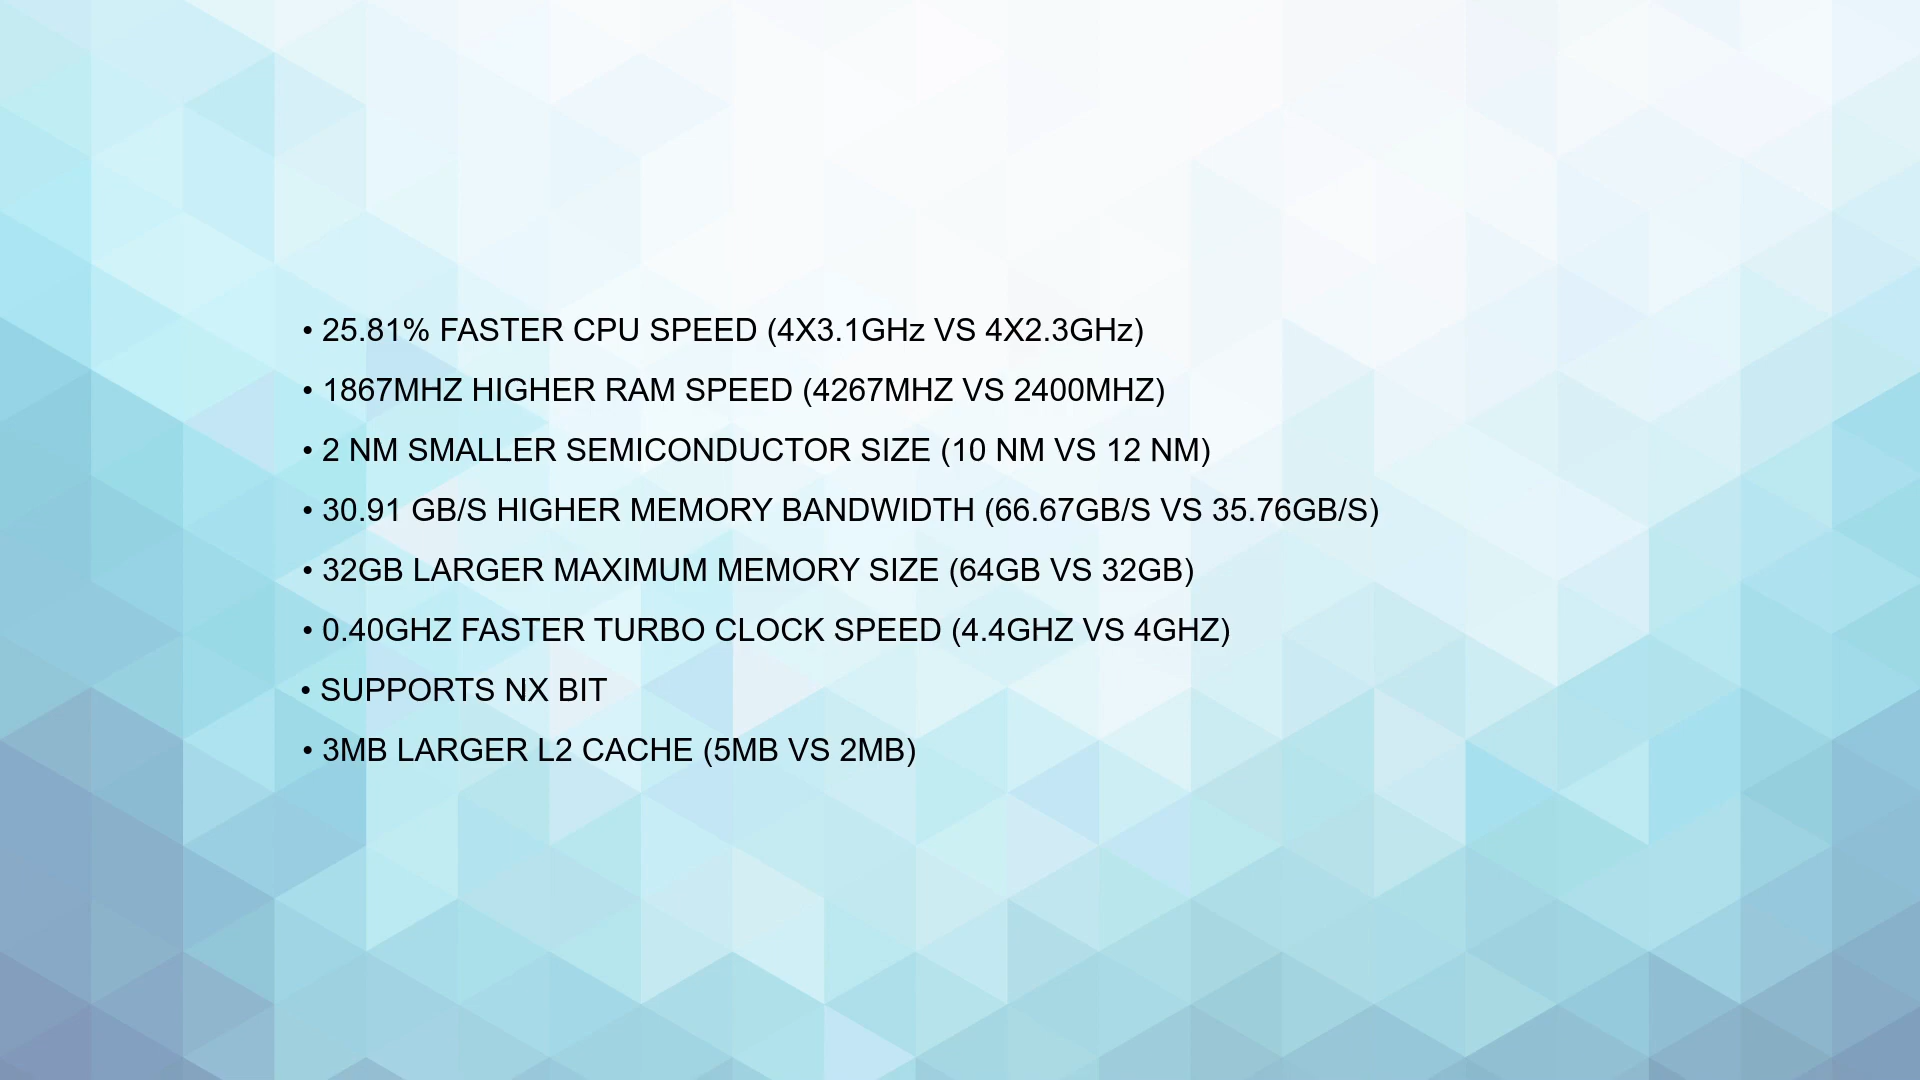 • 25.81% FASTER CPU SPEED (4X3.1GHz VS 4X2.3GHz)
• 1867MHZ HIGHER RAM SPEED (4267MHZ VS 2400MHZ)
• 2 NM SMALLER SEMICONDUCTOR SIZE (10 NM VS 12 NM)
• 30.91 GB/S HIGHER MEMORY BANDWIDTH (66.67GB/S VS 35.76GB/S)
• 32GB LARGER MAXIMUM MEMORY SIZE (64GB VS 32GB)
• 0.40GHZ FASTER TURBO CLOCK SPEED (4.4GHZ VS 4GHZ)
• SUPPORTS NX BIT
• 3MB LARGER L2 CACHE (5MB VS 2MB)